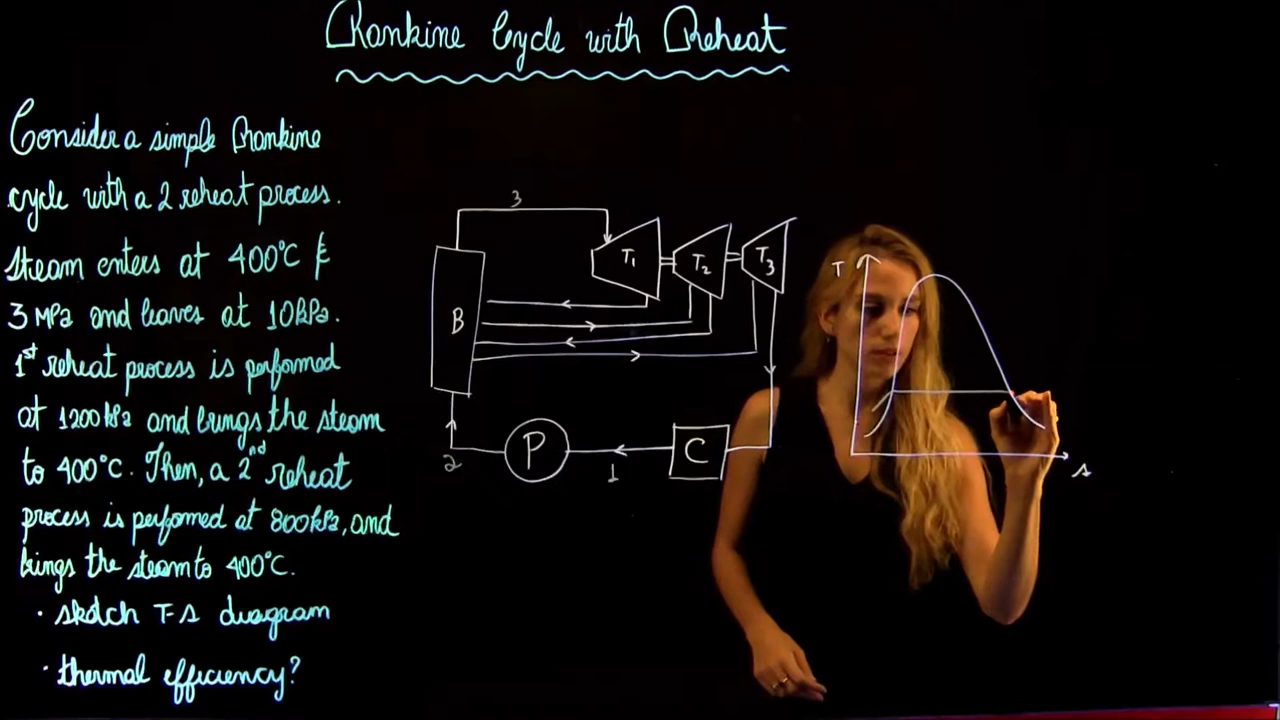 Rankine Cycle with Reheat
Consider a simple Rankine
cycle with a 2 reheat process.
Steam enters at 400°C &
3 MPa and leaves at 10kPa.
1st reheat process is performed
at 1200kPa and brings the steam
to 400°C. Then, a 2nd reheat
process is performed at 800kPa, and
brings the steam to 400°C.
· sketch T-s diagram
· thermal efficiency?
3
T1
T2
T3
B
P
C
2
1
T
s